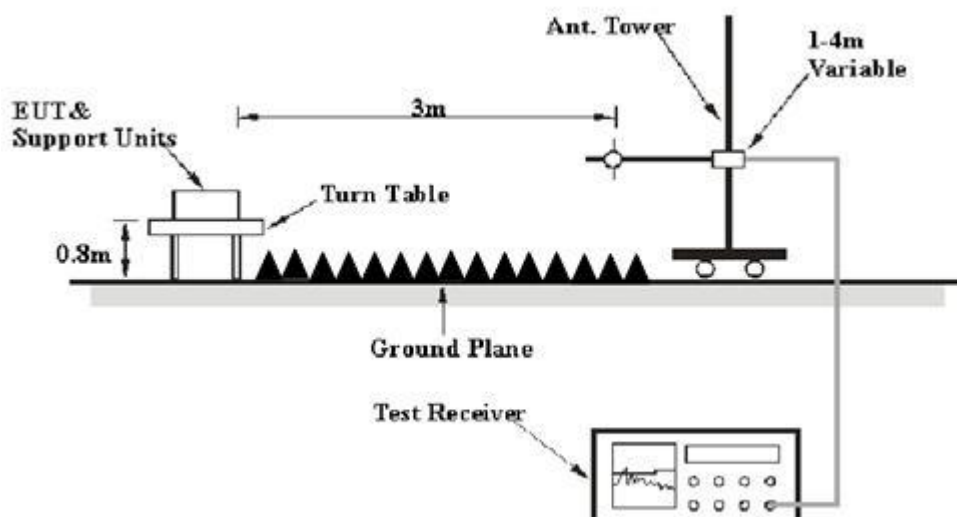 Ant. Tower
1-4m
Variable
3m
EUT&
Support Units
Turn Table
0.8m
Ground Plane
Test Receiver